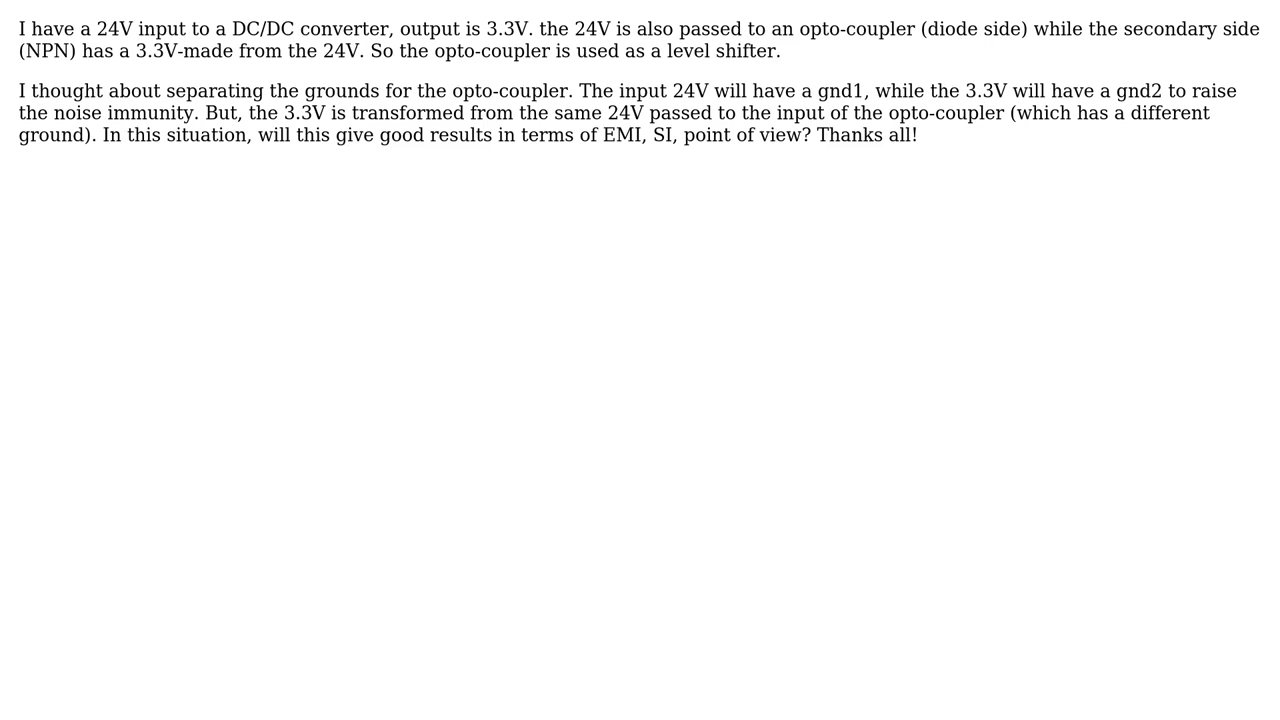 I have a 24V input to a DC/DC converter, output is 3.3V. the 24V is also passed to an opto-coupler (diode side) while the secondary side
(NPN) has a 3.3V-made from the 24V. So the opto-coupler is used as a level shifter.
I thought about separating the grounds for the opto-coupler. The input 24V will have a gnd1, while the 3.3V will have a gnd2 to raise
the noise immunity. But, the 3.3V is transformed from the same 24V passed to the input of the opto-coupler (which has a different
ground). In this situation, will this give good results in terms of EMI, SI, point of view? Thanks all!